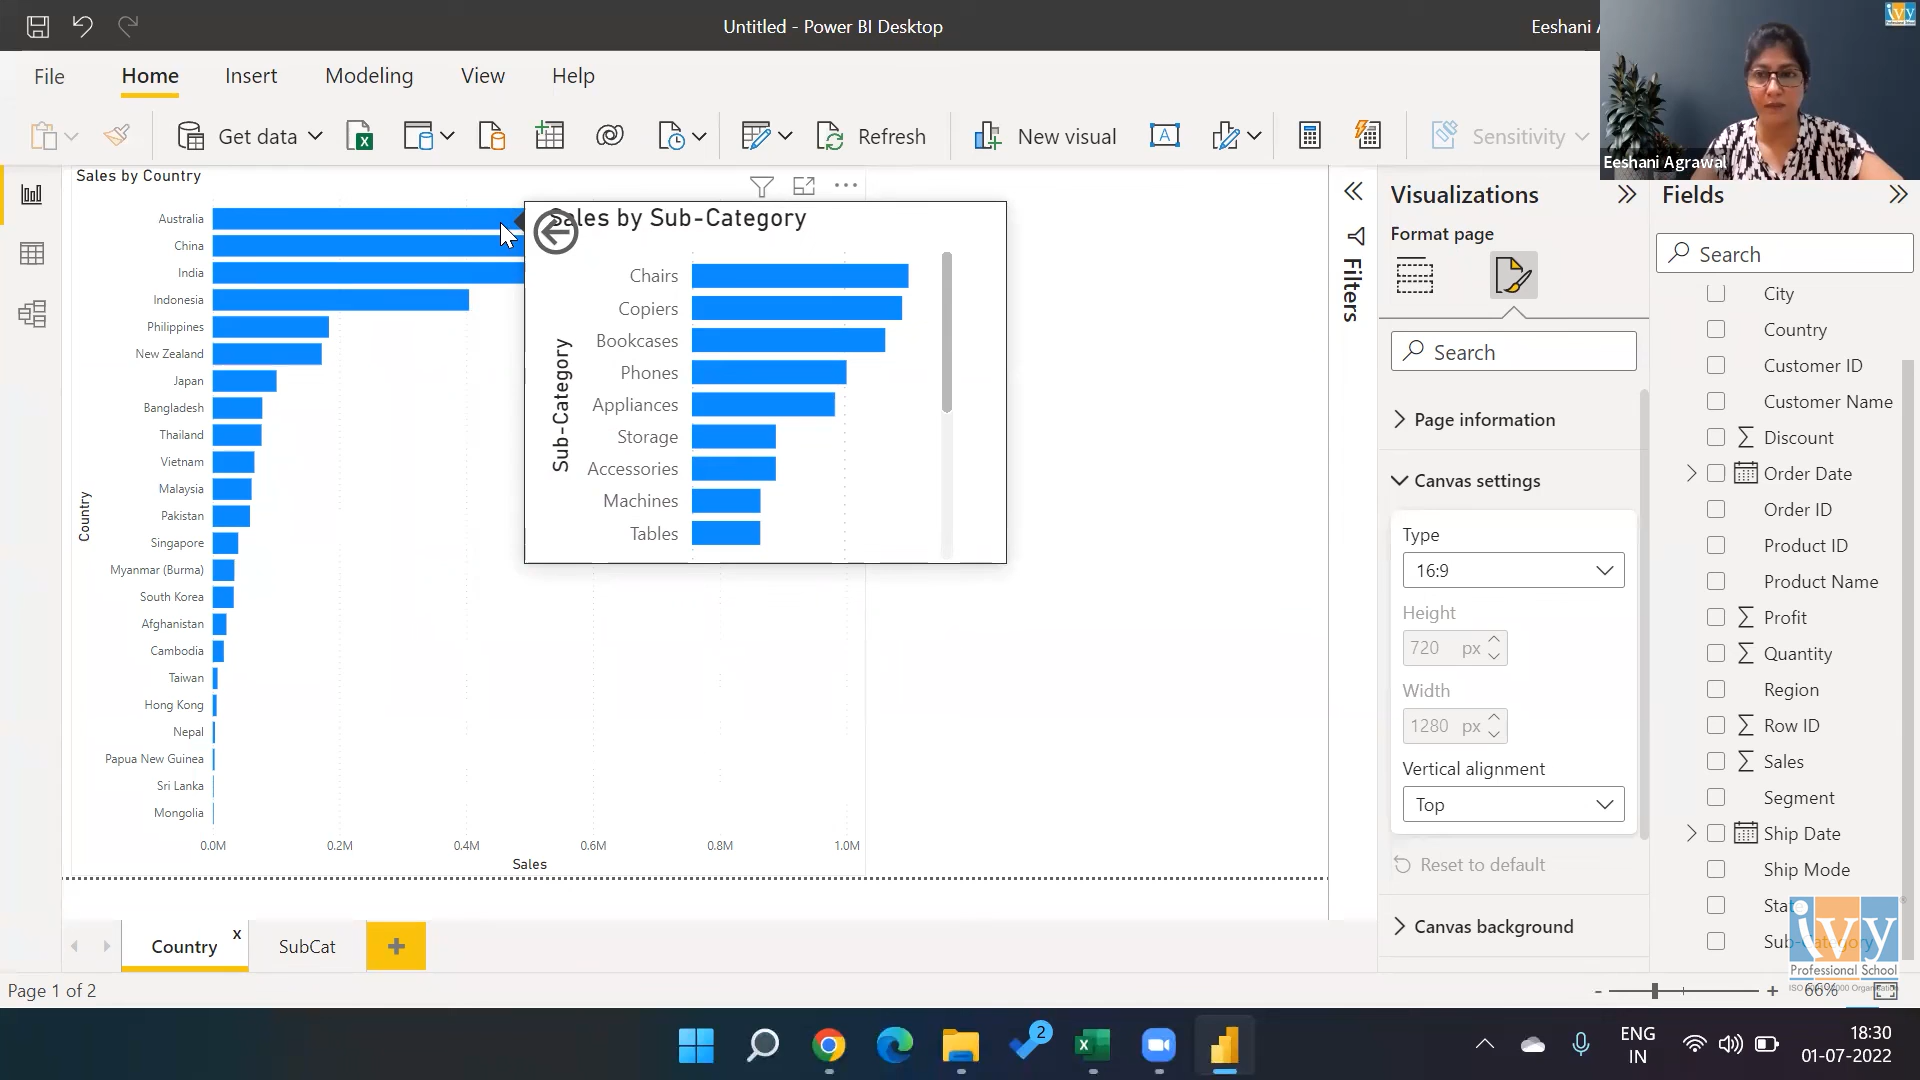 Untitled - Power BI Desktop
Eeshani A
ivy
File
Home
Insert
Modeling
View
Help
Get data
Refresh
New visual
Sensitivity
Eeshani Agrawal
Sales by Country
Country
Australia
China
India
Indonesia
Philippines
New Zealand
Japan
Bangladesh
Thailand
Vietnam
Malaysia
Pakistan
Singapore
Myanmar (Burma)
South Korea
Afghanistan
Cambodia
Taiwan
Hong Kong
Nepal
Papua New Guinea
Sri Lanka
Mongolia
0.0M
0.2M
0.4M
0.6M
0.8M
1.0M
Sales
Sales by Sub-Category
Sub-Category
Chairs
Copiers
Bookcases
Phones
Appliances
Storage
Accessories
Machines
Tables
Filters
Visualizations
Format page
Search
Page information
Canvas settings
Type
16:9
Height
720 px
Width
1280 px
Vertical alignment
Top
Reset to default
Canvas background
Fields
Search
City
Country
Customer ID
Customer Name
Discount
Order Date
Order ID
Product ID
Product Name
Profit
Quantity
Region
Row ID
Sales
Segment
Ship Date
Ship Mode
Sta
Sub-Category
ivy
Professional School
Country x
SubCat
+
Page 1 of 2
- +
66%
2
ENG
IN
18:30
01-07-2022